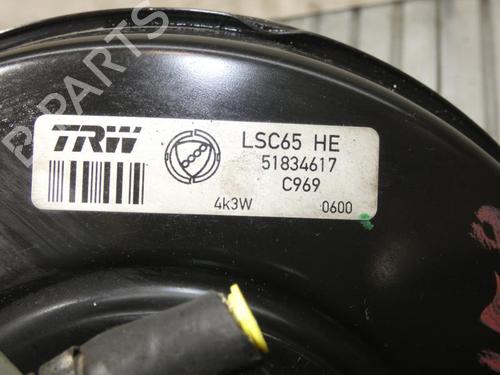 B-PARTS
TRW
LSC65 HE
51834617
C969
4k3W 0600